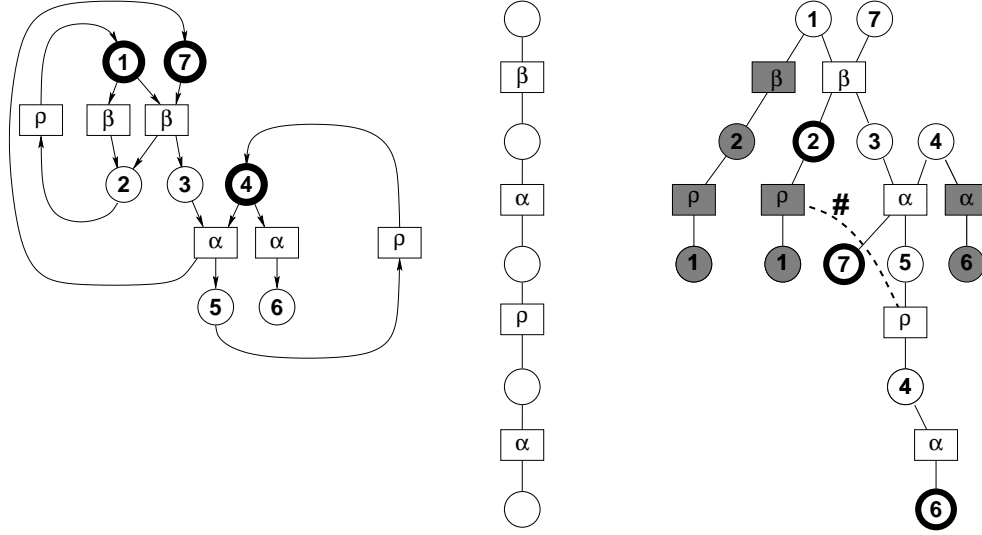 1 7
ρ β β
2 3 4
α α ρ
5 6
β
α
ρ
α
1 7
β β
2 2 3 4
ρ ρ # α α
1 1 7 5 6
ρ
4
α
6